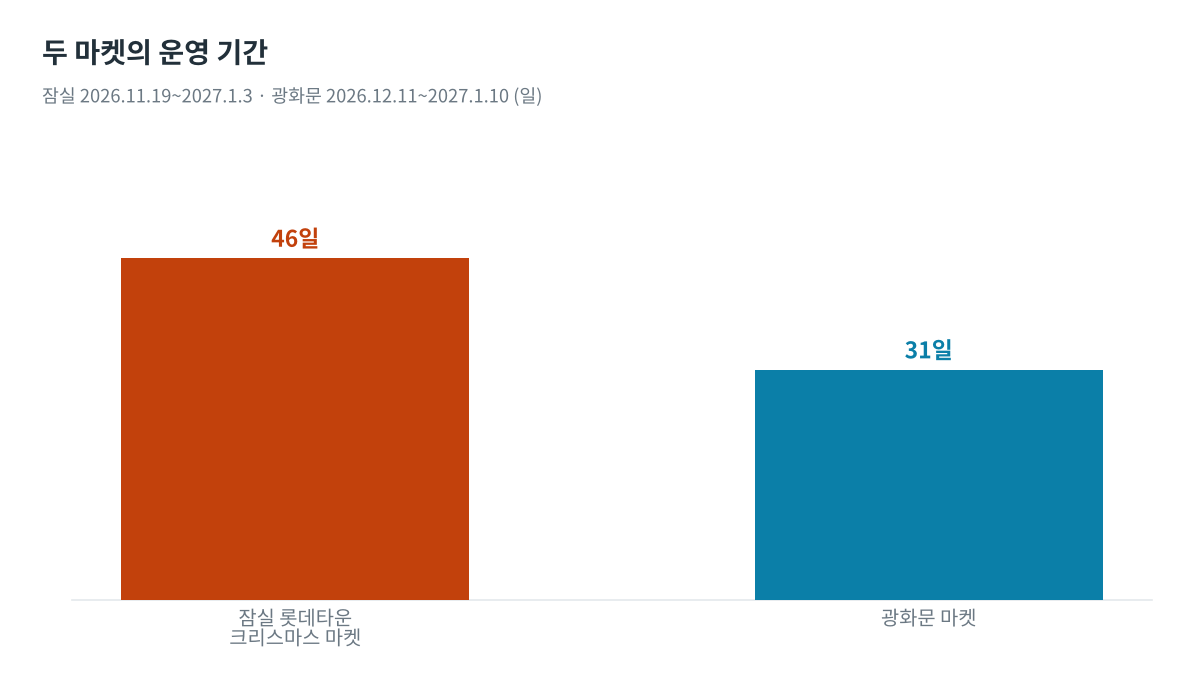 두 마켓의 운영 기간
잠실 2026.11.19~2027.1.3 · 광화문 2026.12.11~2027.1.10 (일)
46일
31일
잠실 롯데타운
크리스마스 마켓
광화문 마켓